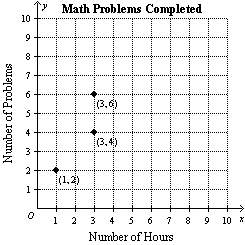 Math Problems Completed
y
10
9
8
7
6
5
4
3
2
1
Number of Problems
(3, 6)
(3, 4)
(1, 2)
O
1 2 3 4 5 6 7 8 9 10 x
Number of Hours